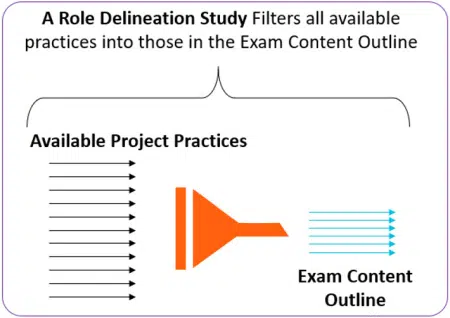 A Role Delineation Study Filters all available
practices into those in the Exam Content Outline
Available Project Practices
Exam Content
Outline